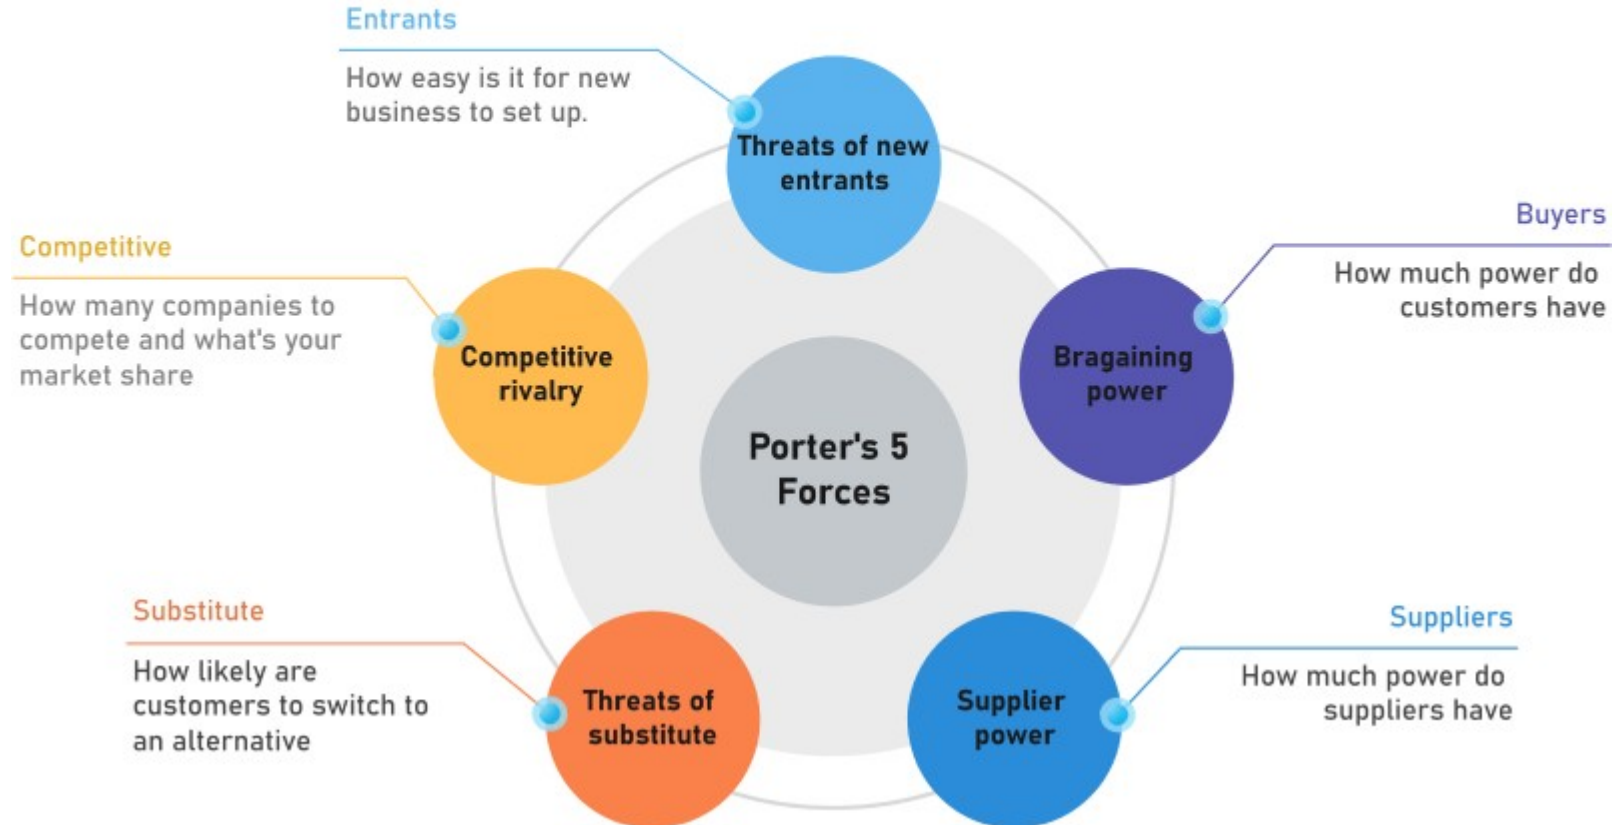 Entrants
How easy is it for new
business to set up.
Threats of new
entrants
Buyers
How much power do
customers have
Bragaining
power
Competitive
How many companies to
compete and what's your
market share
Competitive
rivalry
Porter's 5
Forces
Substitute
How likely are
customers to switch to
an alternative
Threats of
substitute
Suppliers
How much power do
suppliers have
Supplier
power